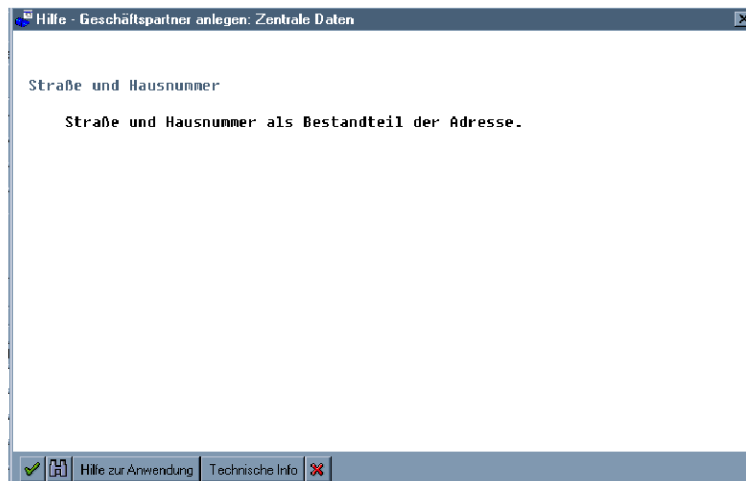 Hilfe - Geschäftspartner anlegen: Zentrale Daten
Straße und Hausnummer
Straße und Hausnummer als Bestandteil der Adresse.
Hilfe zur Anwendung Technische Info